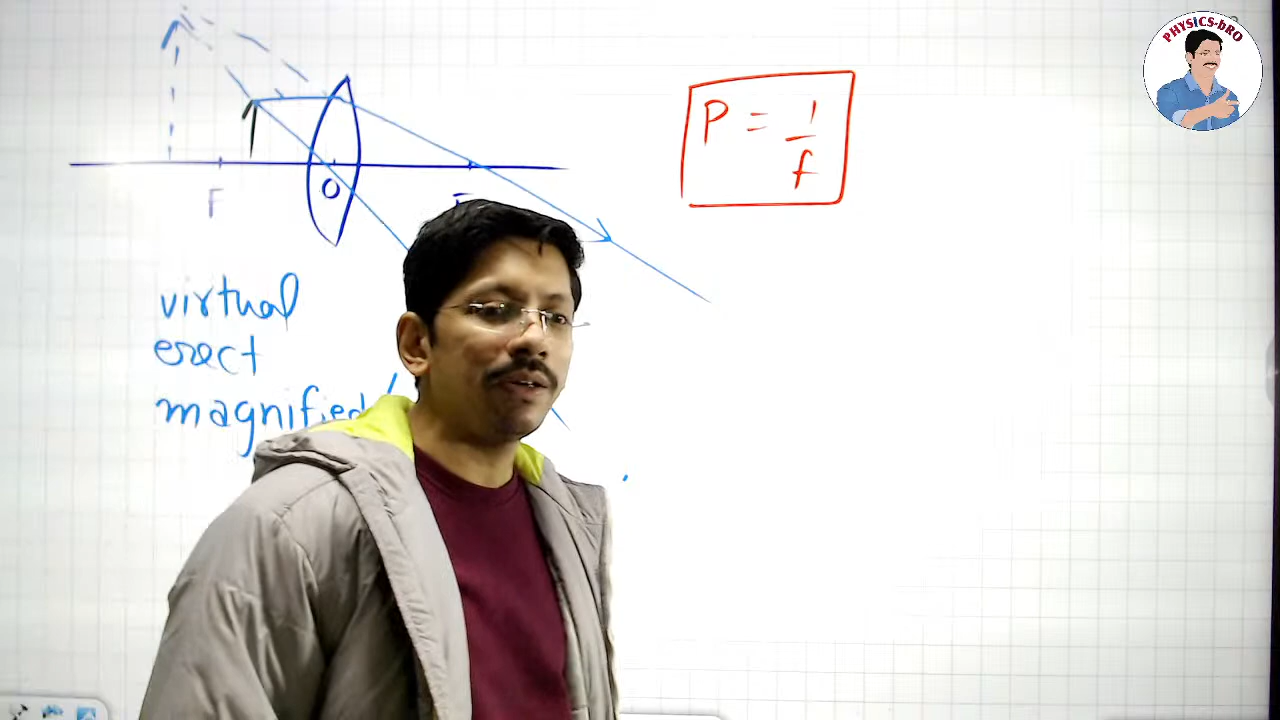 PHYSICS-bRO
P = 1/f
F
O
virtual
erect
magnified